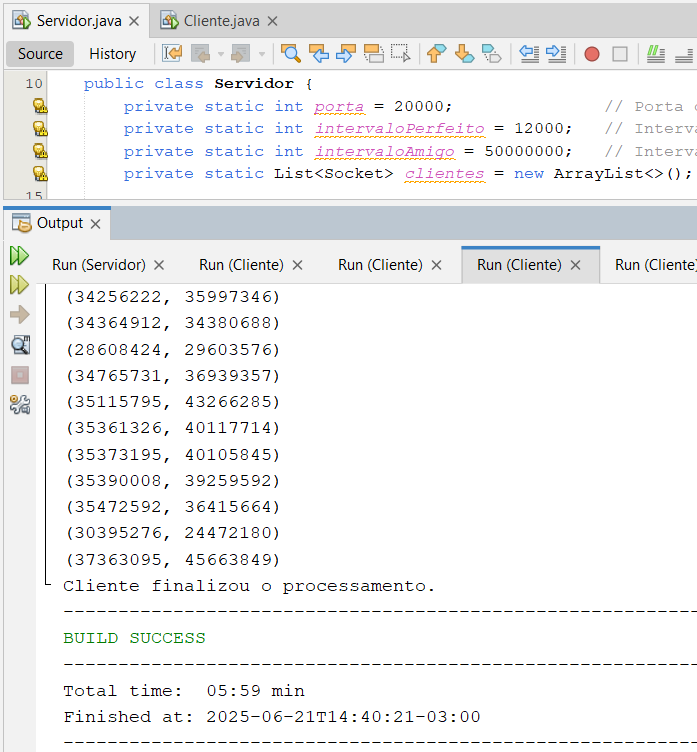 Servidor.java
Cliente.java
Source History
10 public class Servidor {
private static int porta = 20000; // Porta
private static int intervaloPerfeito = 12000; // Interva
private static int intervaloAmigo = 50000000; // Interva
private static List<Socket> clientes = new ArrayList<>();
15
Output
Run (Servidor) Run (Cliente) Run (Cliente) Run (Cliente) Run (Cliente)
(34256222, 35997346)
(34364912, 34380688)
(28608424, 29603576)
(34765731, 36939357)
(35115795, 43266285)
(35361326, 40117714)
(35373195, 40105845)
(35390008, 39259592)
(35472592, 36415664)
(30395276, 24472180)
(37363095, 45663849)
Cliente finalizou o processamento.
------------------------------------------------------------
BUILD SUCCESS
------------------------------------------------------------
Total time: 05:59 min
Finished at: 2025-06-21T14:40:21-03:00
------------------------------------------------------------